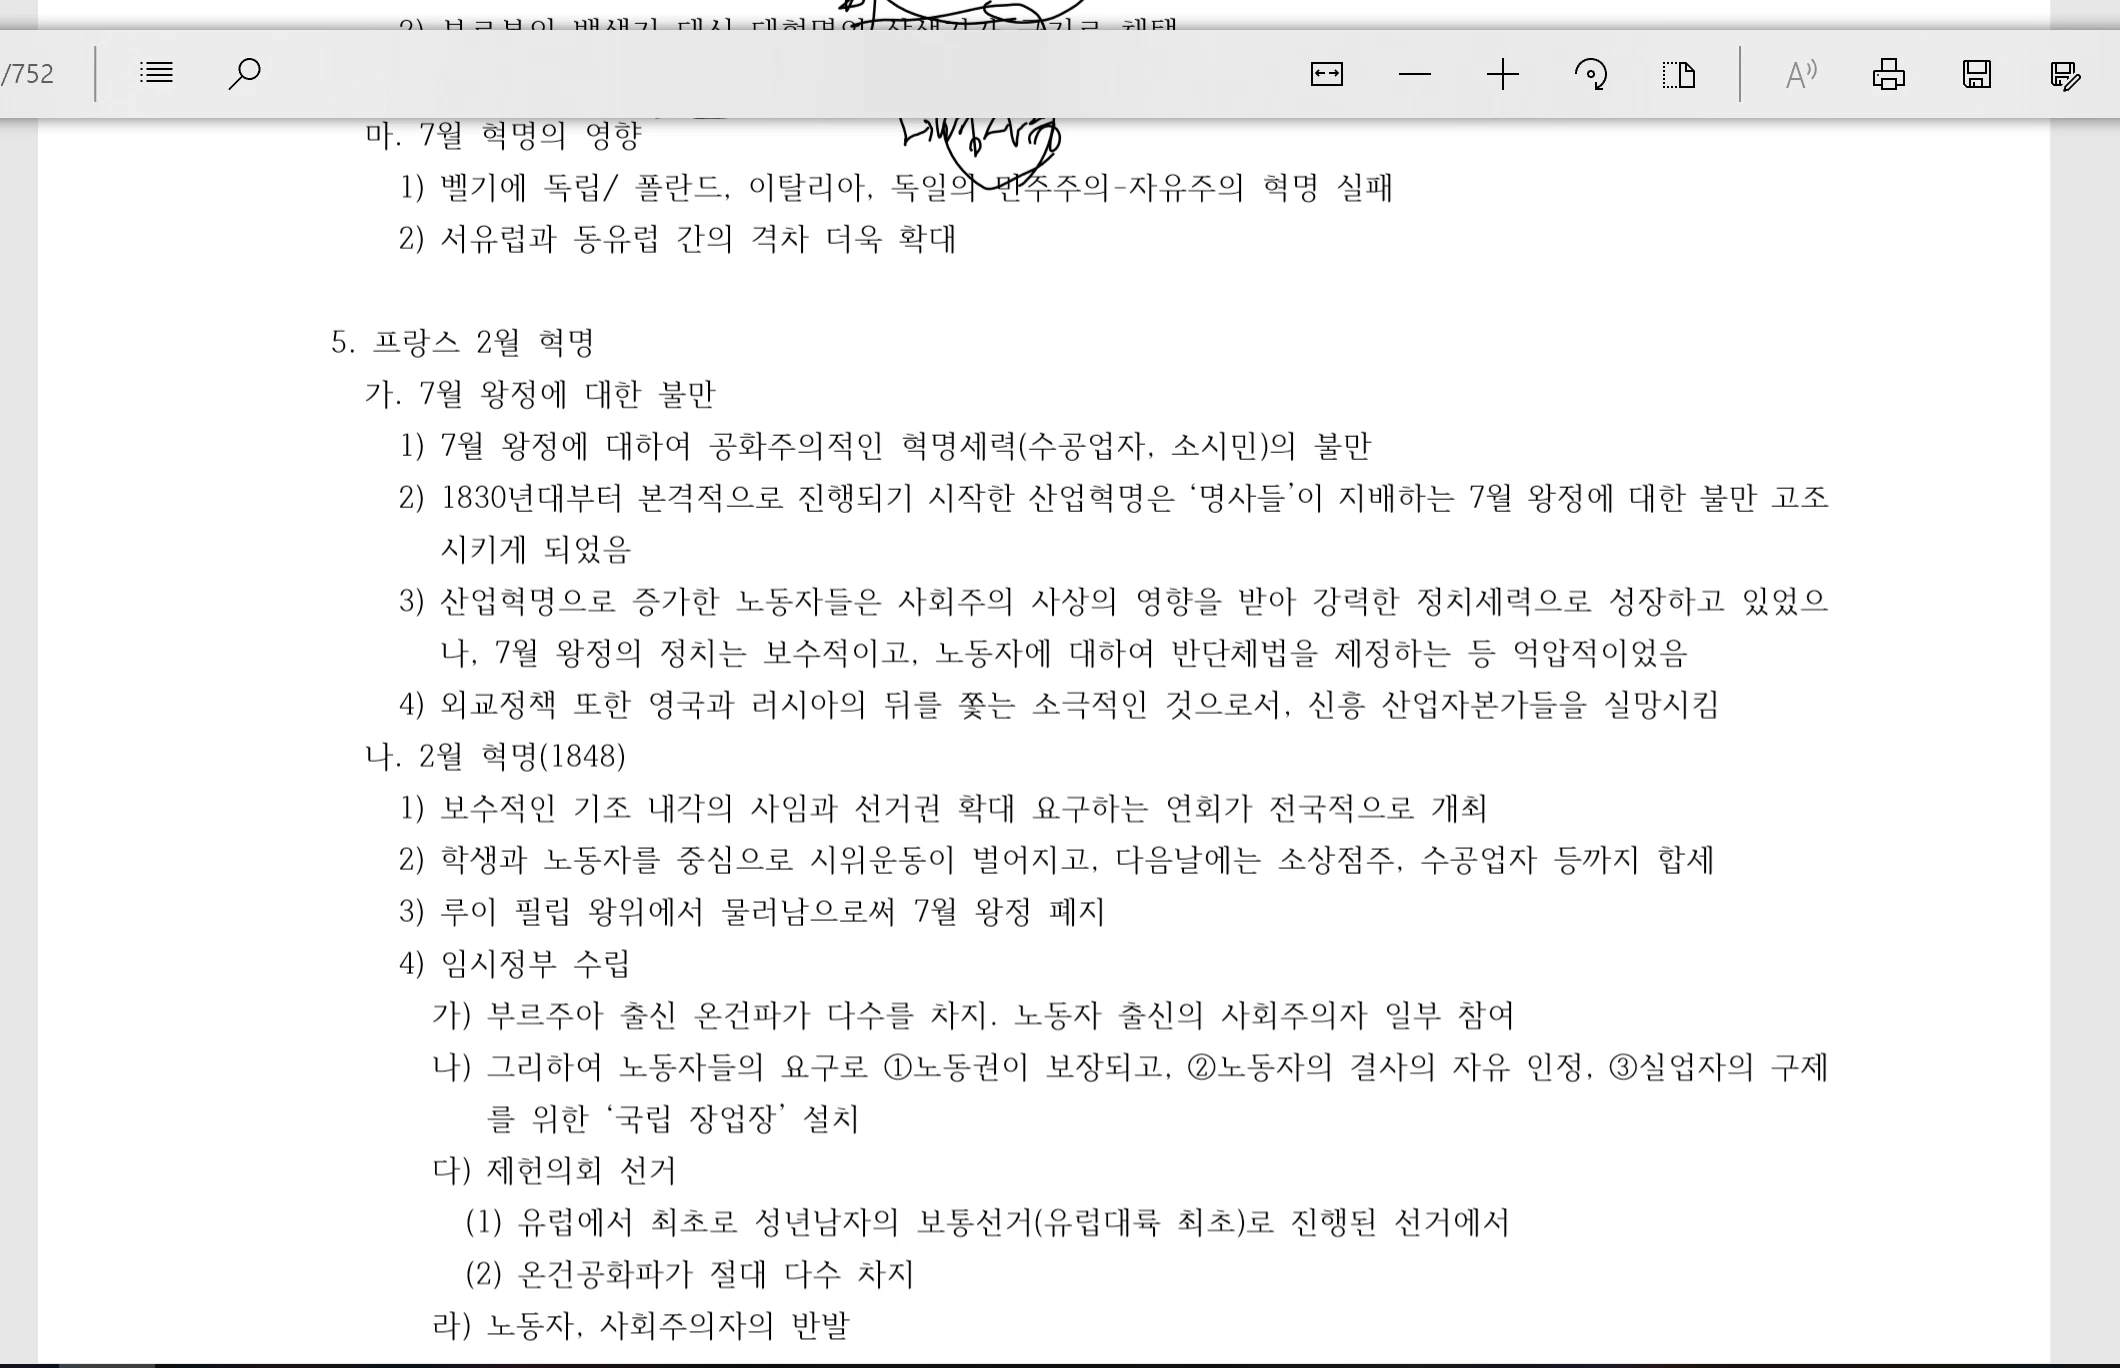 /752
마. 7월 혁명의 영향
1) 벨기에 독립/ 폴란드, 이탈리아, 독일의 민주주의-자유주의 혁명 실패
2) 서유럽과 동유럽 간의 격차 더욱 확대
5. 프랑스 2월 혁명
가. 7월 왕정에 대한 불만
1) 7월 왕정에 대하여 공화주의적인 혁명세력(수공업자, 소시민)의 불만
2) 1830년대부터 본격적으로 진행되기 시작한 산업혁명은 ‘명사들’이 지배하는 7월 왕정에 대한 불만 고조
시키게 되었음
3) 산업혁명으로 증가한 노동자들은 사회주의 사상의 영향을 받아 강력한 정치세력으로 성장하고 있었으
나, 7월 왕정의 정치는 보수적이고, 노동자에 대하여 반단체법을 제정하는 등 억압적이었음
4) 외교정책 또한 영국과 러시아의 뒤를 쫓는 소극적인 것으로서, 신흥 산업자본가들을 실망시킴
나. 2월 혁명(1848)
1) 보수적인 기조 내각의 사임과 선거권 확대 요구하는 연회가 전국적으로 개최
2) 학생과 노동자를 중심으로 시위운동이 벌어지고, 다음날에는 소상점주, 수공업자 등까지 합세
3) 루이 필립 왕위에서 물러남으로써 7월 왕정 폐지
4) 임시정부 수립
가) 부르주아 출신 온건파가 다수를 차지. 노동자 출신의 사회주의자 일부 참여
나) 그리하여 노동자들의 요구로 ①노동권이 보장되고, ②노동자의 결사의 자유 인정, ③실업자의 구제
를 위한 ‘국립 장업장’ 설치
다) 제헌의회 선거
(1) 유럽에서 최초로 성년남자의 보통선거(유럽대륙 최초)로 진행된 선거에서
(2) 온건공화파가 절대 다수 차지
라) 노동자, 사회주의자의 반발